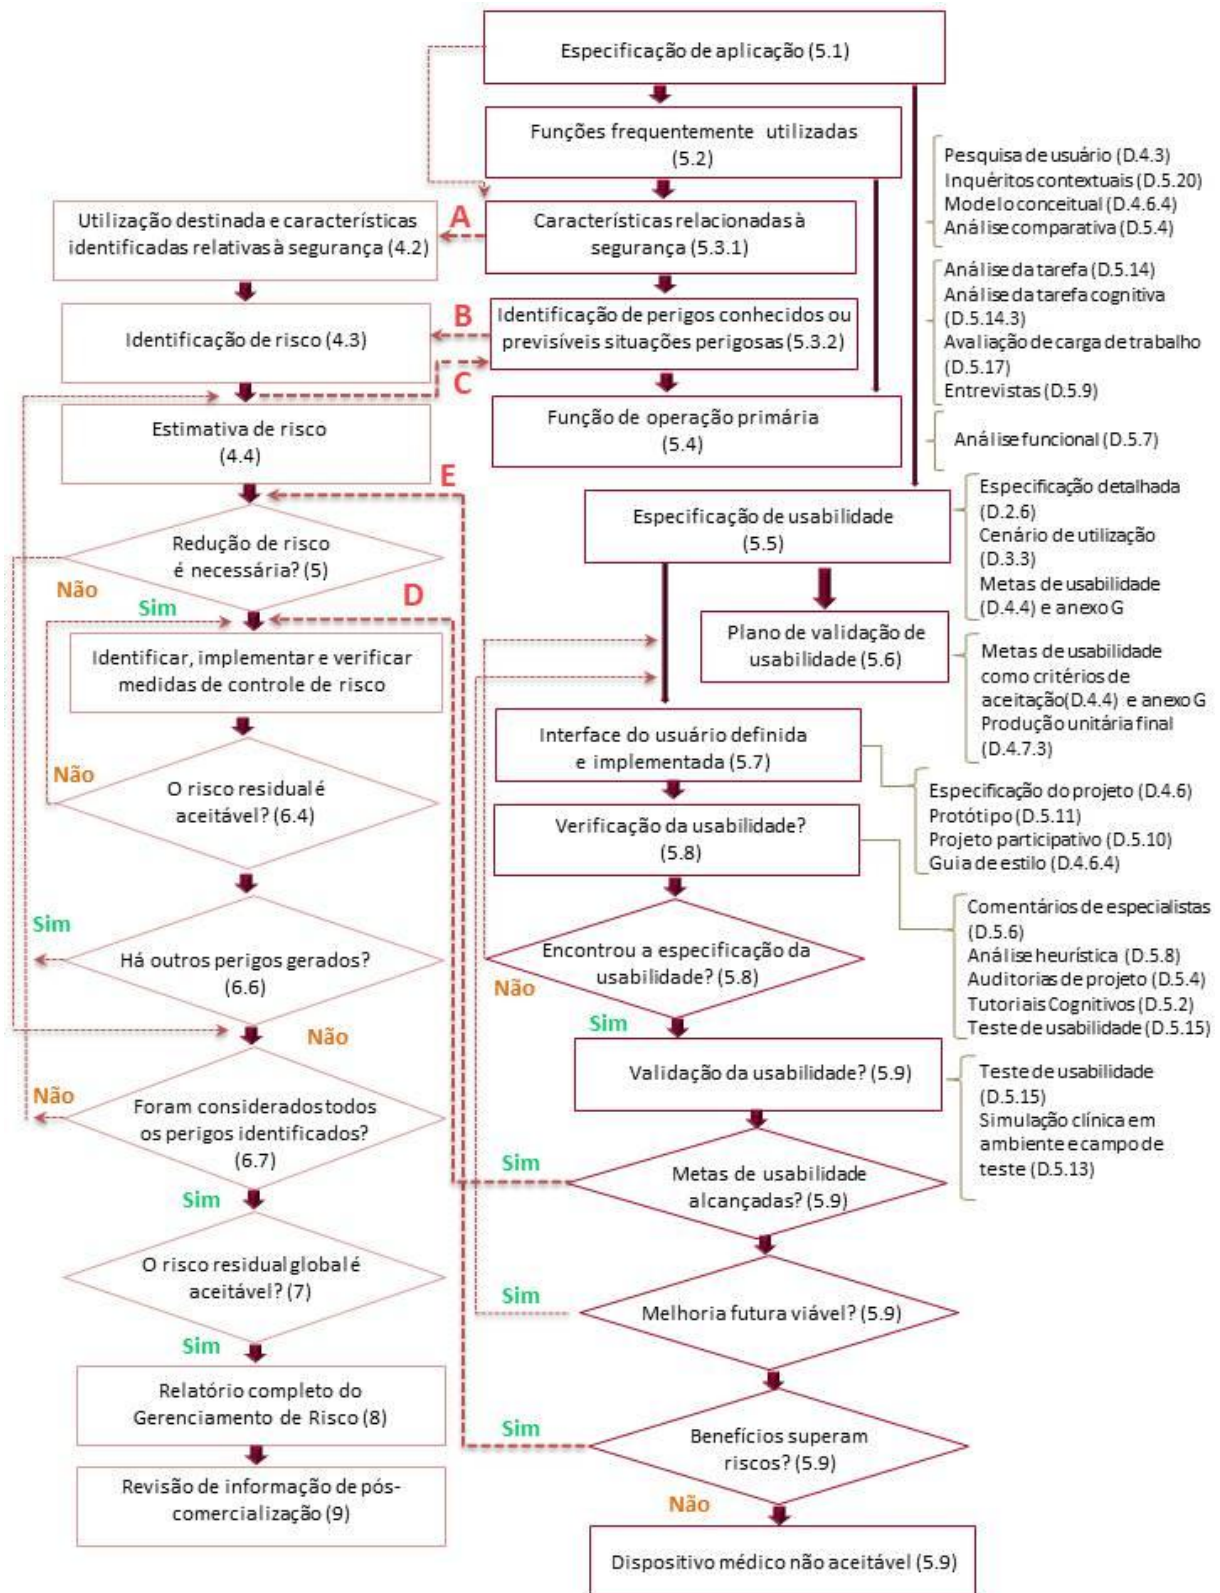 Especificação de aplicação (5.1)
Funções frequentemente utilizadas
(5.2)
Pesquisa de usuário (D.4.3)
Inquéritos contextuais (D.5.20)
Modelo conceitual (D.4.6.4)
Análise comparativa (D.5.4)
Utilização destinada e características
identificadas relativas à segurança (4.2)
A
Características relacionadas à
segurança (5.3.1)
Análise da tarefa (D.5.14)
Análise da tarefa cognitiva
(D.5.14.3)
Avaliação de carga de trabalho
(D.5.17)
Entrevistas (D.5.9)
Identificação de risco (4.3)
B
Identificação de perigos conhecidos ou
previsíveis situações perigosas (5.3.2)
C
Estimativa de risco
(4.4)
Função de operação primária
(5.4)
Análise funcional (D.5.7)
E
Especificação de usabilidade
(5.5)
Especificação detalhada
(D.2.6)
Cenário de utilização
(D.3.3)
Metas de usabilidade
(D.4.4) e anexo G
Redução de risco
é necessária? (5)
Não
Sim
D
Plano de validação de
usabilidade (5.6)
Metas de usabilidade
como critérios de
aceitação(D.4.4) e anexo G
Produção unitária final
(D.4.7.3)
Identificar, implementar e verificar
medidas de controle de risco
Interface do usuário definida
e implementada (5.7)
Não
O risco residual é
aceitável? (6.4)
Especificação do projeto (D.4.6)
Protótipo (D.5.11)
Projeto participativo (D.5.10)
Guia de estilo (D.4.6.4)
Verificação da usabilidade?
(5.8)
Sim
Há outros perigos gerados?
(6.6)
Não
Encontrou a especificação da
usabilidade? (5.8)
Não
Sim
Comentários de especialistas
(D.5.6)
Análise heurística (D.5.8)
Auditorias de projeto (D.5.4)
Tutoriais Cognitivos (D.5.2)
Teste de usabilidade (D.5.15)
Validação da usabilidade? (5.9)
Teste de usabilidade
(D.5.15)
Simulação clínica em
ambiente e campo de
teste (D.5.13)
Não
Foram considerados todos
os perigos identificados?
(6.7)
Sim
Sim
Metas de usabilidade
alcançadas? (5.9)
O risco residual global é
aceitável? (7)
Sim
Sim
Melhoria futura viável? (5.9)
Relatório completo do
Gerenciamento de Risco (8)
Sim
Benefícios superam
riscos? (5.9)
Revisão de informação de pós-
comercialização (9)
Não
Dispositivo médico não aceitável (5.9)